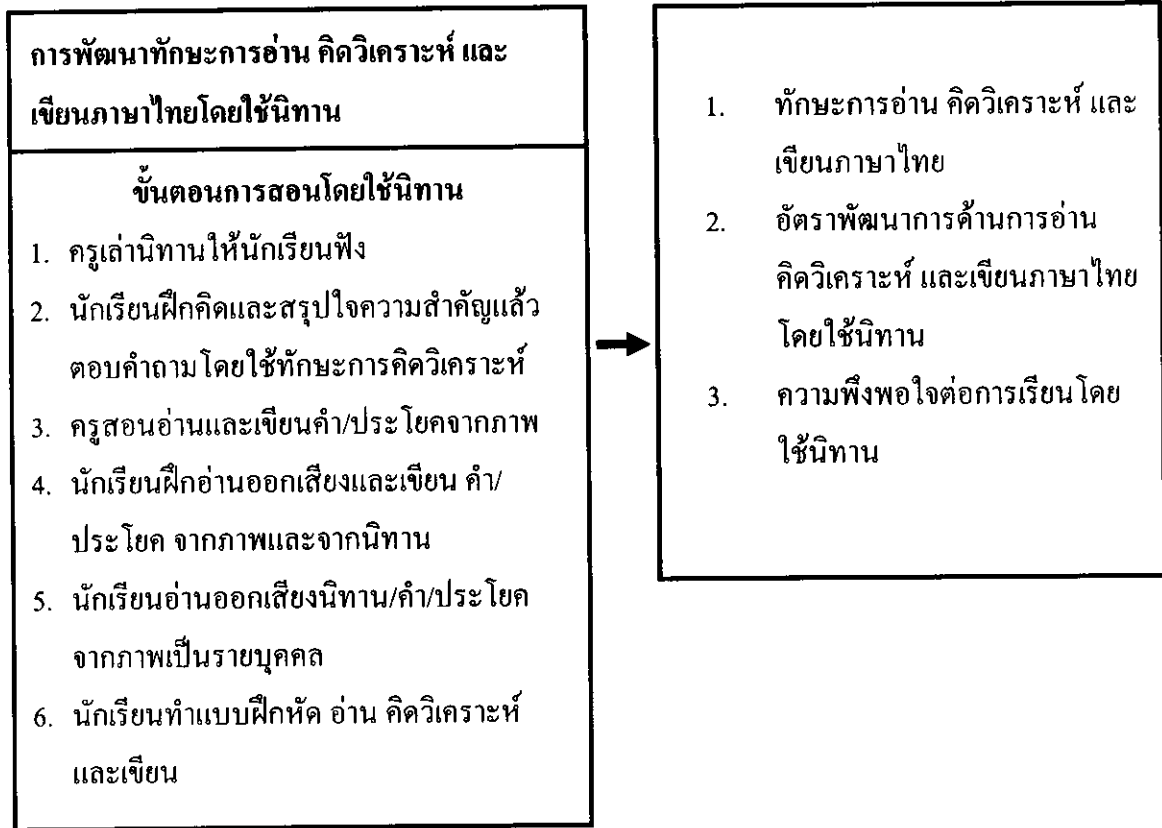 การพัฒนาทักษะการอ่าน คิดวิเคราะห์ และ
เขียนภาษาไทยโดยใช้นิทาน
ขั้นตอนการสอนโดยใช้นิทาน
1. ครูเล่านิทานให้นักเรียนฟัง
2. นักเรียนฝึกคิดและสรุปใจความสำคัญแล้ว
ตอบคำถามโดยใช้ทักษะการคิดวิเคราะห์
3. ครูสอนอ่านและเขียนคำ/ประโยคจากภาพ
4. นักเรียนฝึกอ่านออกเสียงและเขียน คำ/
ประโยค จากภาพและจากนิทาน
5. นักเรียนอ่านออกเสียงนิทาน/คำ/ประโยค
จากภาพเป็นรายบุคคล
6. นักเรียนทำแบบฝึกหัด อ่าน คิดวิเคราะห์
และเขียน
1. ทักษะการอ่าน คิดวิเคราะห์ และ
เขียนภาษาไทย
2. อัตราพัฒนาการด้านการอ่าน
คิดวิเคราะห์ และเขียนภาษาไทย
โดยใช้นิทาน
3. ความพึงพอใจต่อการเรียนโดย
ใช้นิทาน